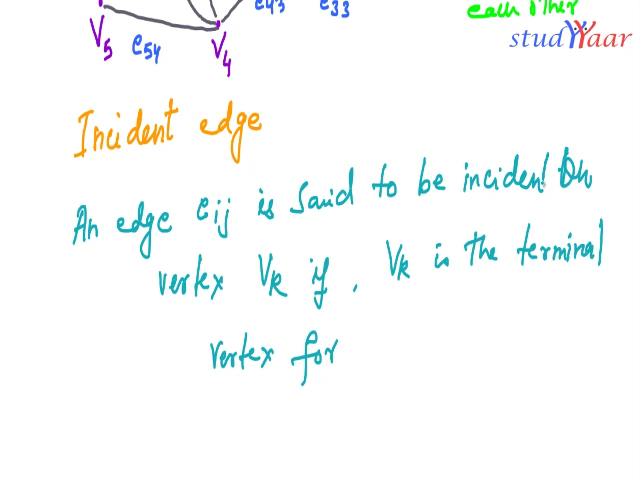 e43 e33 each other
studYYaar
V5 e54 V4
Incident edge
An edge eij is said to be incident on
vertex VK if, VK is the terminal
vertex for